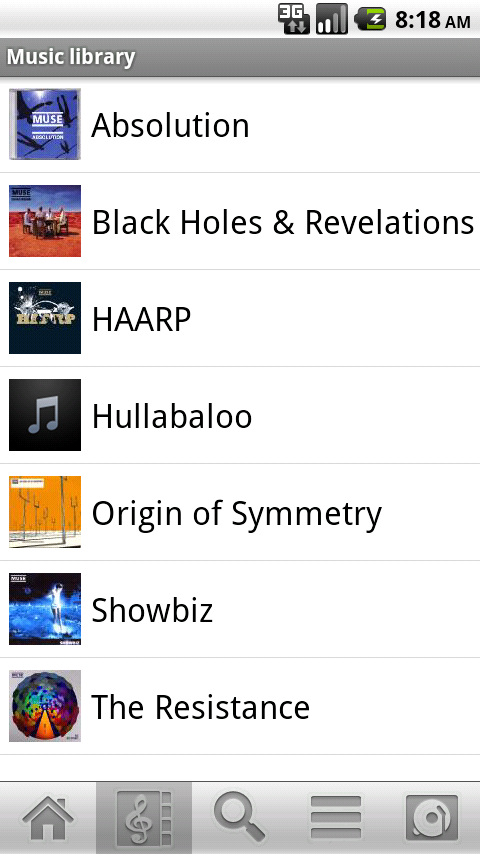 3G 8:18 AM
Music library
MUSE
ABSOLUTION
Absolution
MUSE
Black Holes & Revelations
MUSE
HAARP
HAARP
Hullabaloo
Origin of Symmetry
MUSE
showbiz
Showbiz
MUSE
The Resistance